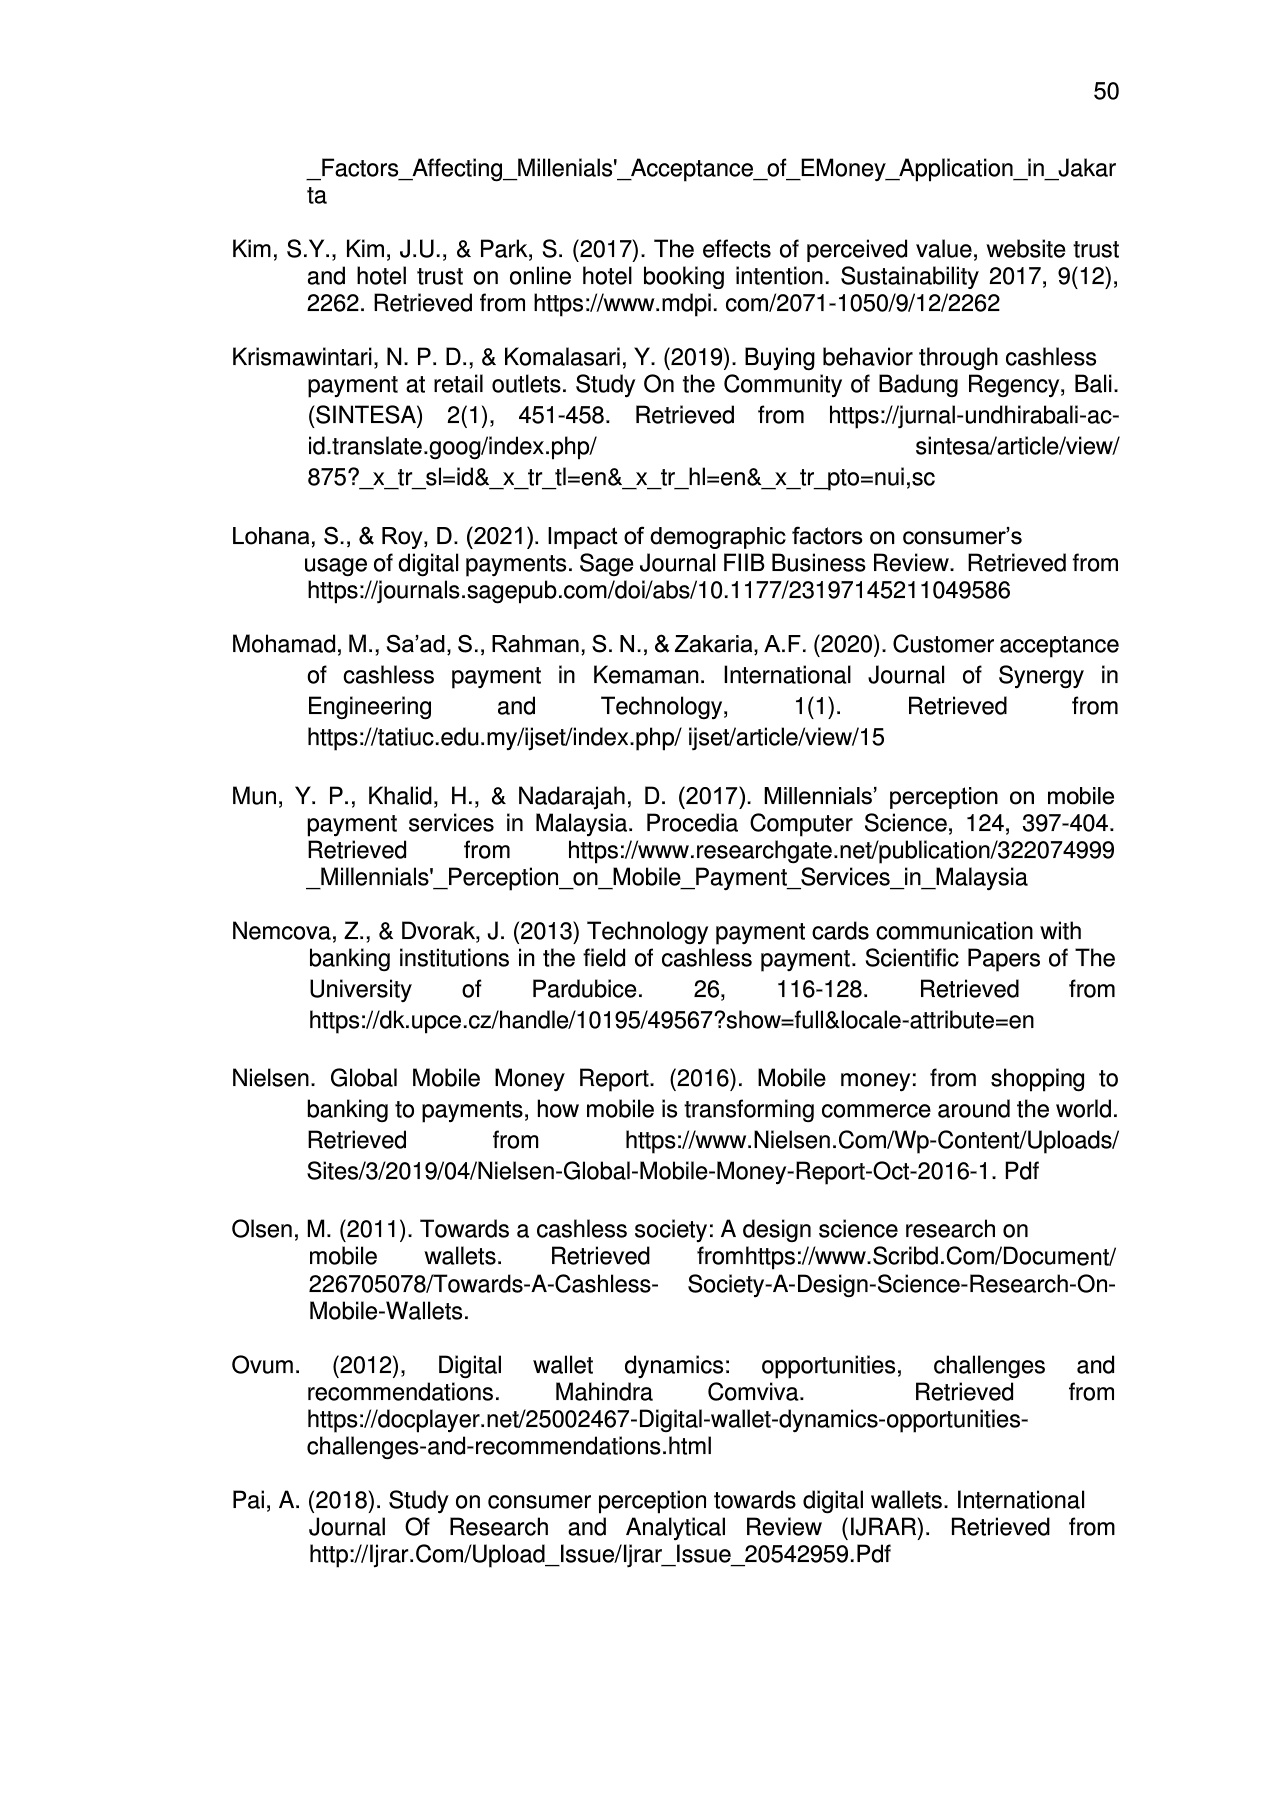 50
_Factors_Affecting_Millenials'_Acceptance_of_EMoney_Application_in_Jakar
ta
Kim, S.Y., Kim, J.U., & Park, S. (2017). The effects of perceived value, website trust
and hotel trust on online hotel booking intention. Sustainability 2017, 9(12),
2262. Retrieved from https://www.mdpi. com/2071-1050/9/12/2262
Krismawintari, N. P. D., & Komalasari, Y. (2019). Buying behavior through cashless
payment at retail outlets. Study On the Community of Badung Regency, Bali.
(SINTESA) 2(1), 451-458. Retrieved from https://jurnal-undhirabali-ac-
id.translate.goog/index.php/ sintesa/article/view/
875?_x_tr_sl=id&_x_tr_tl=en&_x_tr_hl=en&_x_tr_pto=nui,sc
Lohana, S., & Roy, D. (2021). Impact of demographic factors on consumer’s
usage of digital payments. Sage Journal FIIB Business Review. Retrieved from
https://journals.sagepub.com/doi/abs/10.1177/23197145211049586
Mohamad, M., Sa’ad, S., Rahman, S. N., & Zakaria, A.F. (2020). Customer acceptance
of cashless payment in Kemaman. International Journal of Synergy in
Engineering and Technology, 1(1). Retrieved from
https://tatiuc.edu.my/ijset/index.php/ ijset/article/view/15
Mun, Y. P., Khalid, H., & Nadarajah, D. (2017). Millennials’ perception on mobile
payment services in Malaysia. Procedia Computer Science, 124, 397-404.
Retrieved from https://www.researchgate.net/publication/322074999
_Millennials'_Perception_on_Mobile_Payment_Services_in_Malaysia
Nemcova, Z., & Dvorak, J. (2013) Technology payment cards communication with
banking institutions in the field of cashless payment. Scientific Papers of The
University of Pardubice. 26, 116-128. Retrieved from
https://dk.upce.cz/handle/10195/49567?show=full&locale-attribute=en
Nielsen. Global Mobile Money Report. (2016). Mobile money: from shopping to
banking to payments, how mobile is transforming commerce around the world.
Retrieved from https://www.Nielsen.Com/Wp-Content/Uploads/
Sites/3/2019/04/Nielsen-Global-Mobile-Money-Report-Oct-2016-1. Pdf
Olsen, M. (2011). Towards a cashless society: A design science research on
mobile wallets. Retrieved fromhttps://www.Scribd.Com/Document/
226705078/Towards-A-Cashless- Society-A-Design-Science-Research-On-
Mobile-Wallets.
Ovum. (2012), Digital wallet dynamics: opportunities, challenges and
recommendations. Mahindra Comviva. Retrieved from
https://docplayer.net/25002467-Digital-wallet-dynamics-opportunities-
challenges-and-recommendations.html
Pai, A. (2018). Study on consumer perception towards digital wallets. International
Journal Of Research and Analytical Review (IJRAR). Retrieved from
http://Ijrar.Com/Upload_Issue/Ijrar_Issue_20542959.Pdf